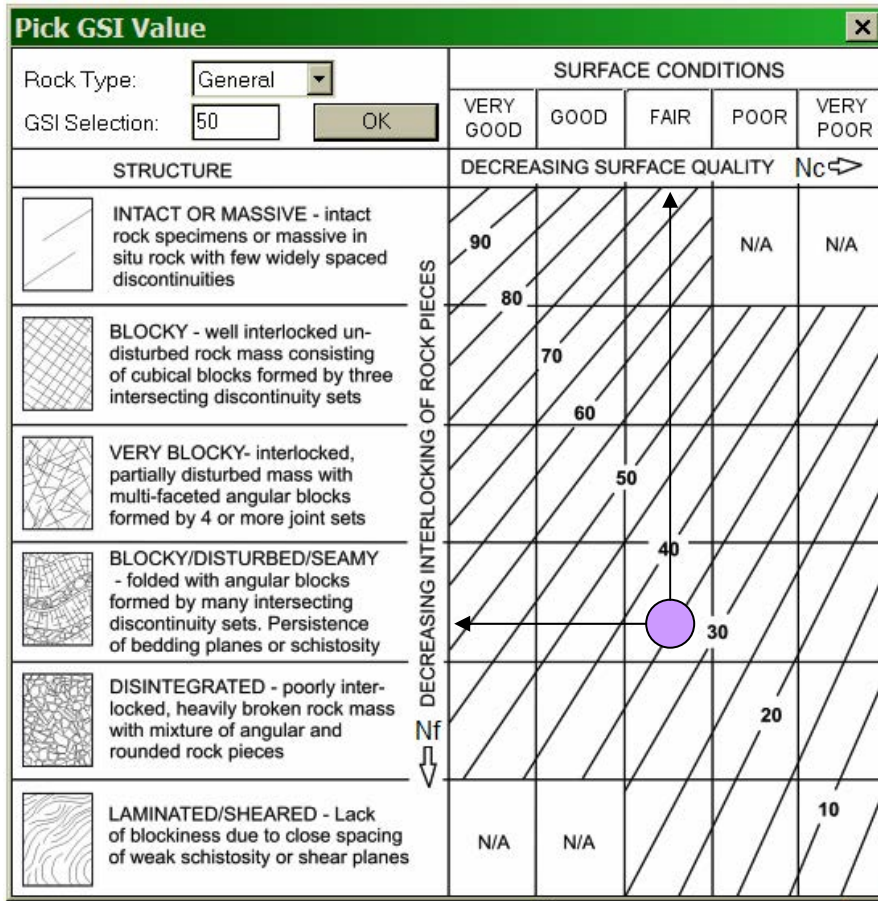 Pick GSI Value
Rock Type:
General
GSI Selection:
50
OK
SURFACE CONDITIONS
VERY
GOOD
GOOD
FAIR
POOR
VERY
POOR
STRUCTURE
DECREASING SURFACE QUALITY
Nc
INTACT OR MASSIVE - intact
rock specimens or massive in
situ rock with few widely spaced
discontinuities
BLOCKY - well interlocked un-
disturbed rock mass consisting
of cubical blocks formed by three
intersecting discontinuity sets
VERY BLOCKY- interlocked,
partially disturbed mass with
multi-faceted angular blocks
formed by 4 or more joint sets
BLOCKY/DISTURBED/SEAMY
- folded with angular blocks
formed by many intersecting
discontinuity sets. Persistence
of bedding planes or schistosity
DISINTEGRATED - poorly inter-
locked, heavily broken rock mass
with mixture of angular and
rounded rock pieces
LAMINATED/SHEARED - Lack
of blockiness due to close spacing
of weak schistosity or shear planes
DECREASING INTERLOCKING OF ROCK PIECES
Nf
90
N/A
N/A
80
70
60
50
40
30
20
10
N/A
N/A